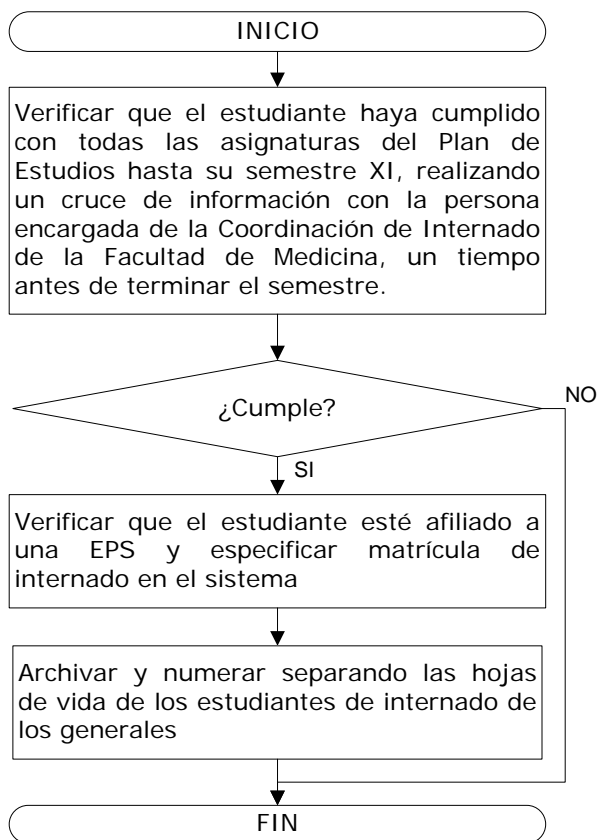 INICIO
Verificar que el estudiante haya cumplido
con todas las asignaturas del Plan de
Estudios hasta su semestre XI, realizando
un cruce de información con la persona
encargada de la Coordinación de Internado
de la Facultad de Medicina, un tiempo
antes de terminar el semestre.
¿Cumple?
NO
SI
Verificar que el estudiante esté afiliado a
una EPS y especificar matrícula de
internado en el sistema
Archivar y numerar separando las hojas
de vida de los estudiantes de internado de
los generales
FIN